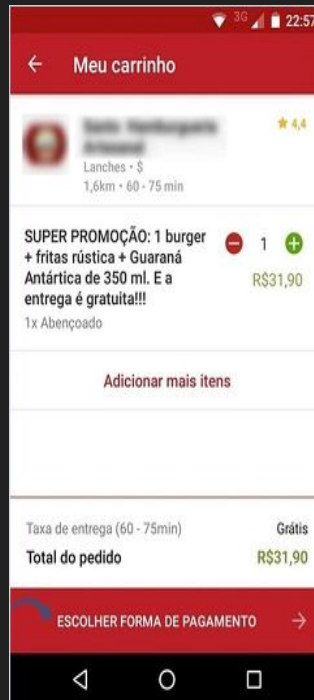 3G 22:57
Meu carrinho
4,4
Lanches • $
1,6km • 60 - 75 min
SUPER PROMOÇÃO: 1 burger
+ fritas rústica + Guaraná
Antártica de 350 ml. E a
entrega é gratuita!!!
1
R$31,90
1x Abençoado
Adicionar mais itens
Taxa de entrega (60 - 75min) Grátis
Total do pedido R$31,90
ESCOLHER FORMA DE PAGAMENTO